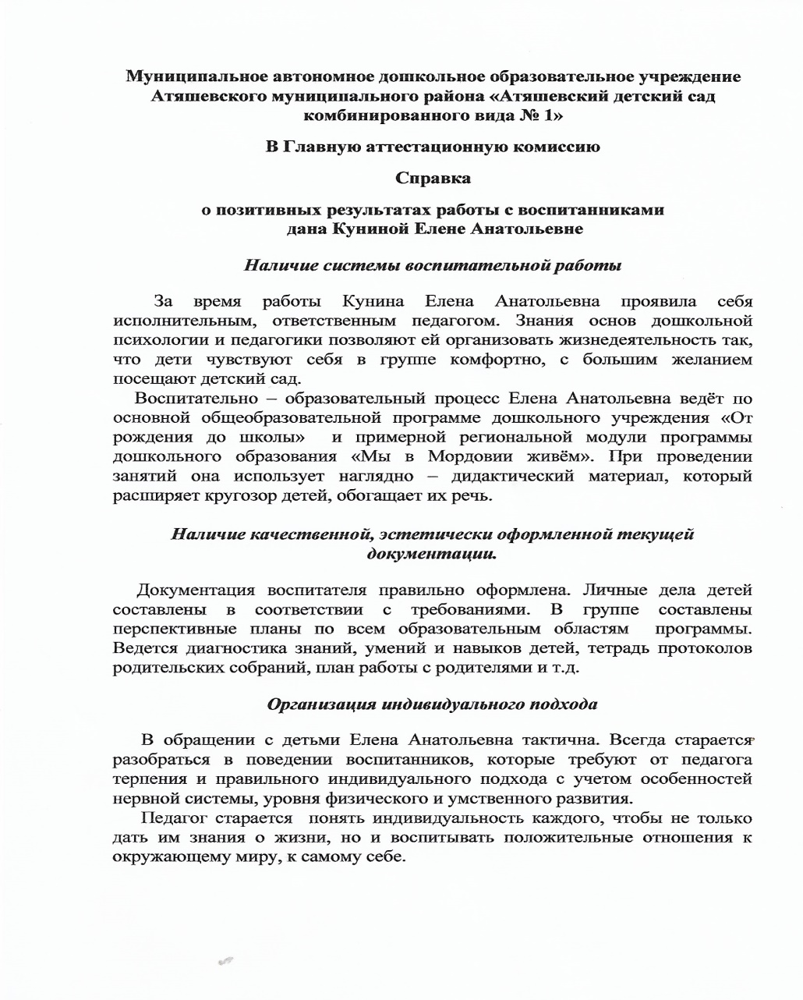 Муниципальное автономное дошкольное образовательное учреждение
Атяшевского муниципального района «Атяшевский детский сад
комбинированного вида № 1»
В Главную аттестационную комиссию
Справка
о позитивных результатах работы с воспитанниками
дана Куниной Елене Анатольевне
Наличие системы воспитательной работы
За время работы Кунина Елена Анатольевна проявила себя
исполнительным, ответственным педагогом. Знания основ дошкольной
психологии и педагогики позволяют ей организовать жизнедеятельность так,
что дети чувствуют себя в группе комфортно, с большим желанием
посещают детский сад.
Воспитательно – образовательный процесс Елена Анатольевна ведёт по
основной общеобразовательной программе дошкольного учреждения «От
рождения до школы» и примерной региональной модули программы
дошкольного образования «Мы в Мордовии живём». При проведении
занятий она использует наглядно – дидактический материал, который
расширяет кругозор детей, обогащает их речь.
Наличие качественной, эстетически оформленной текущей
документации.
Документация воспитателя правильно оформлена. Личные дела детей
составлены в соответствии с требованиями. В группе составлены
перспективные планы по всем образовательным областям программы.
Ведется диагностика знаний, умений и навыков детей, тетрадь протоколов
родительских собраний, план работы с родителями и т.д.
Организация индивидуального подхода
В обращении с детьми Елена Анатольевна тактична. Всегда старается
разобраться в поведении воспитанников, которые требуют от педагога
терпения и правильного индивидуального подхода с учетом особенностей
нервной системы, уровня физического и умственного развития.
Педагог старается понять индивидуальность каждого, чтобы не только
дать им знания о жизни, но и воспитывать положительные отношения к
окружающему миру, к самому себе.